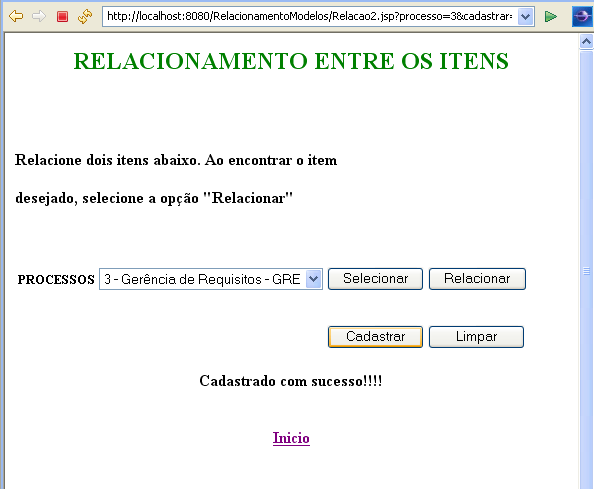 http://localhost:8080/RelacionamentoModelos/Relacao2.jsp?processo=3&cadastrar=
RELACIONAMENTO ENTRE OS ITENS
Relacione dois itens abaixo. Ao encontrar o item
desejado, selecione a opção "Relacionar"
PROCESSOS 3 - Gerência de Requisitos - GRE Selecionar Relacionar
Cadastrar Limpar
Cadastrado com sucesso!!!!
Inicio